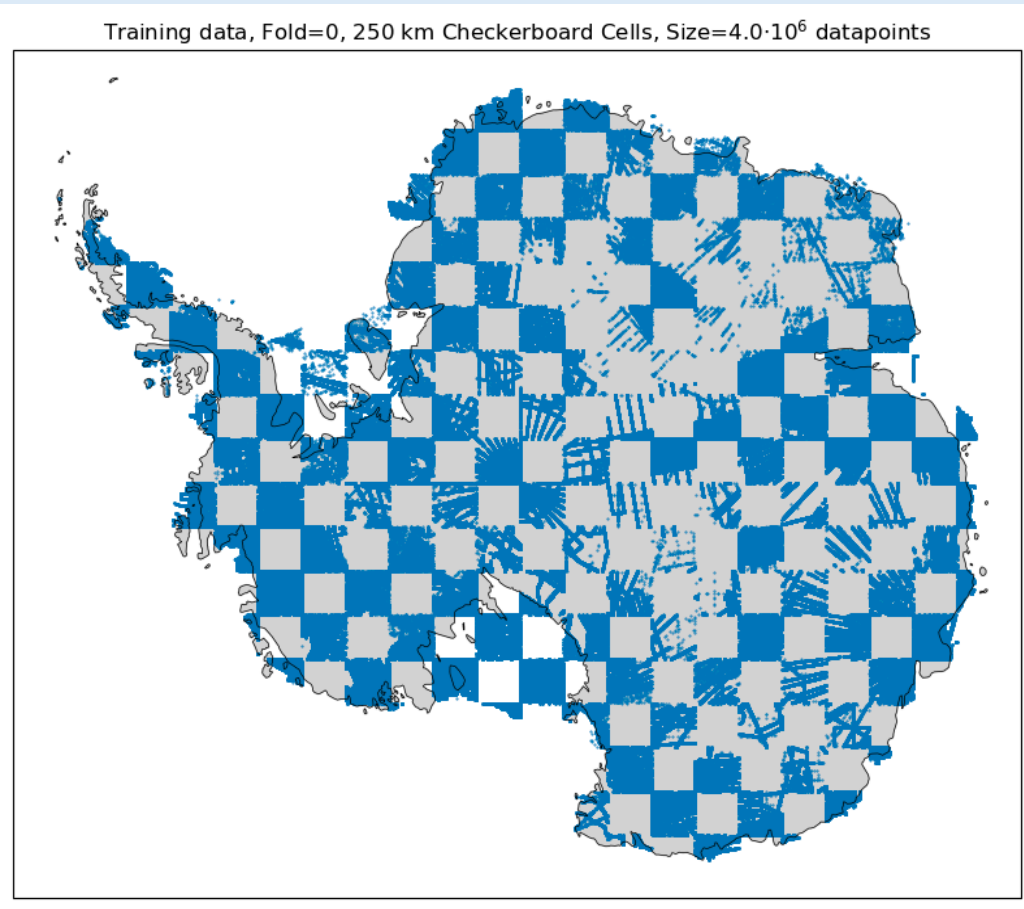 Training data, Fold=0, 250 km Checkerboard Cells, Size=4.0·10⁶ datapoints